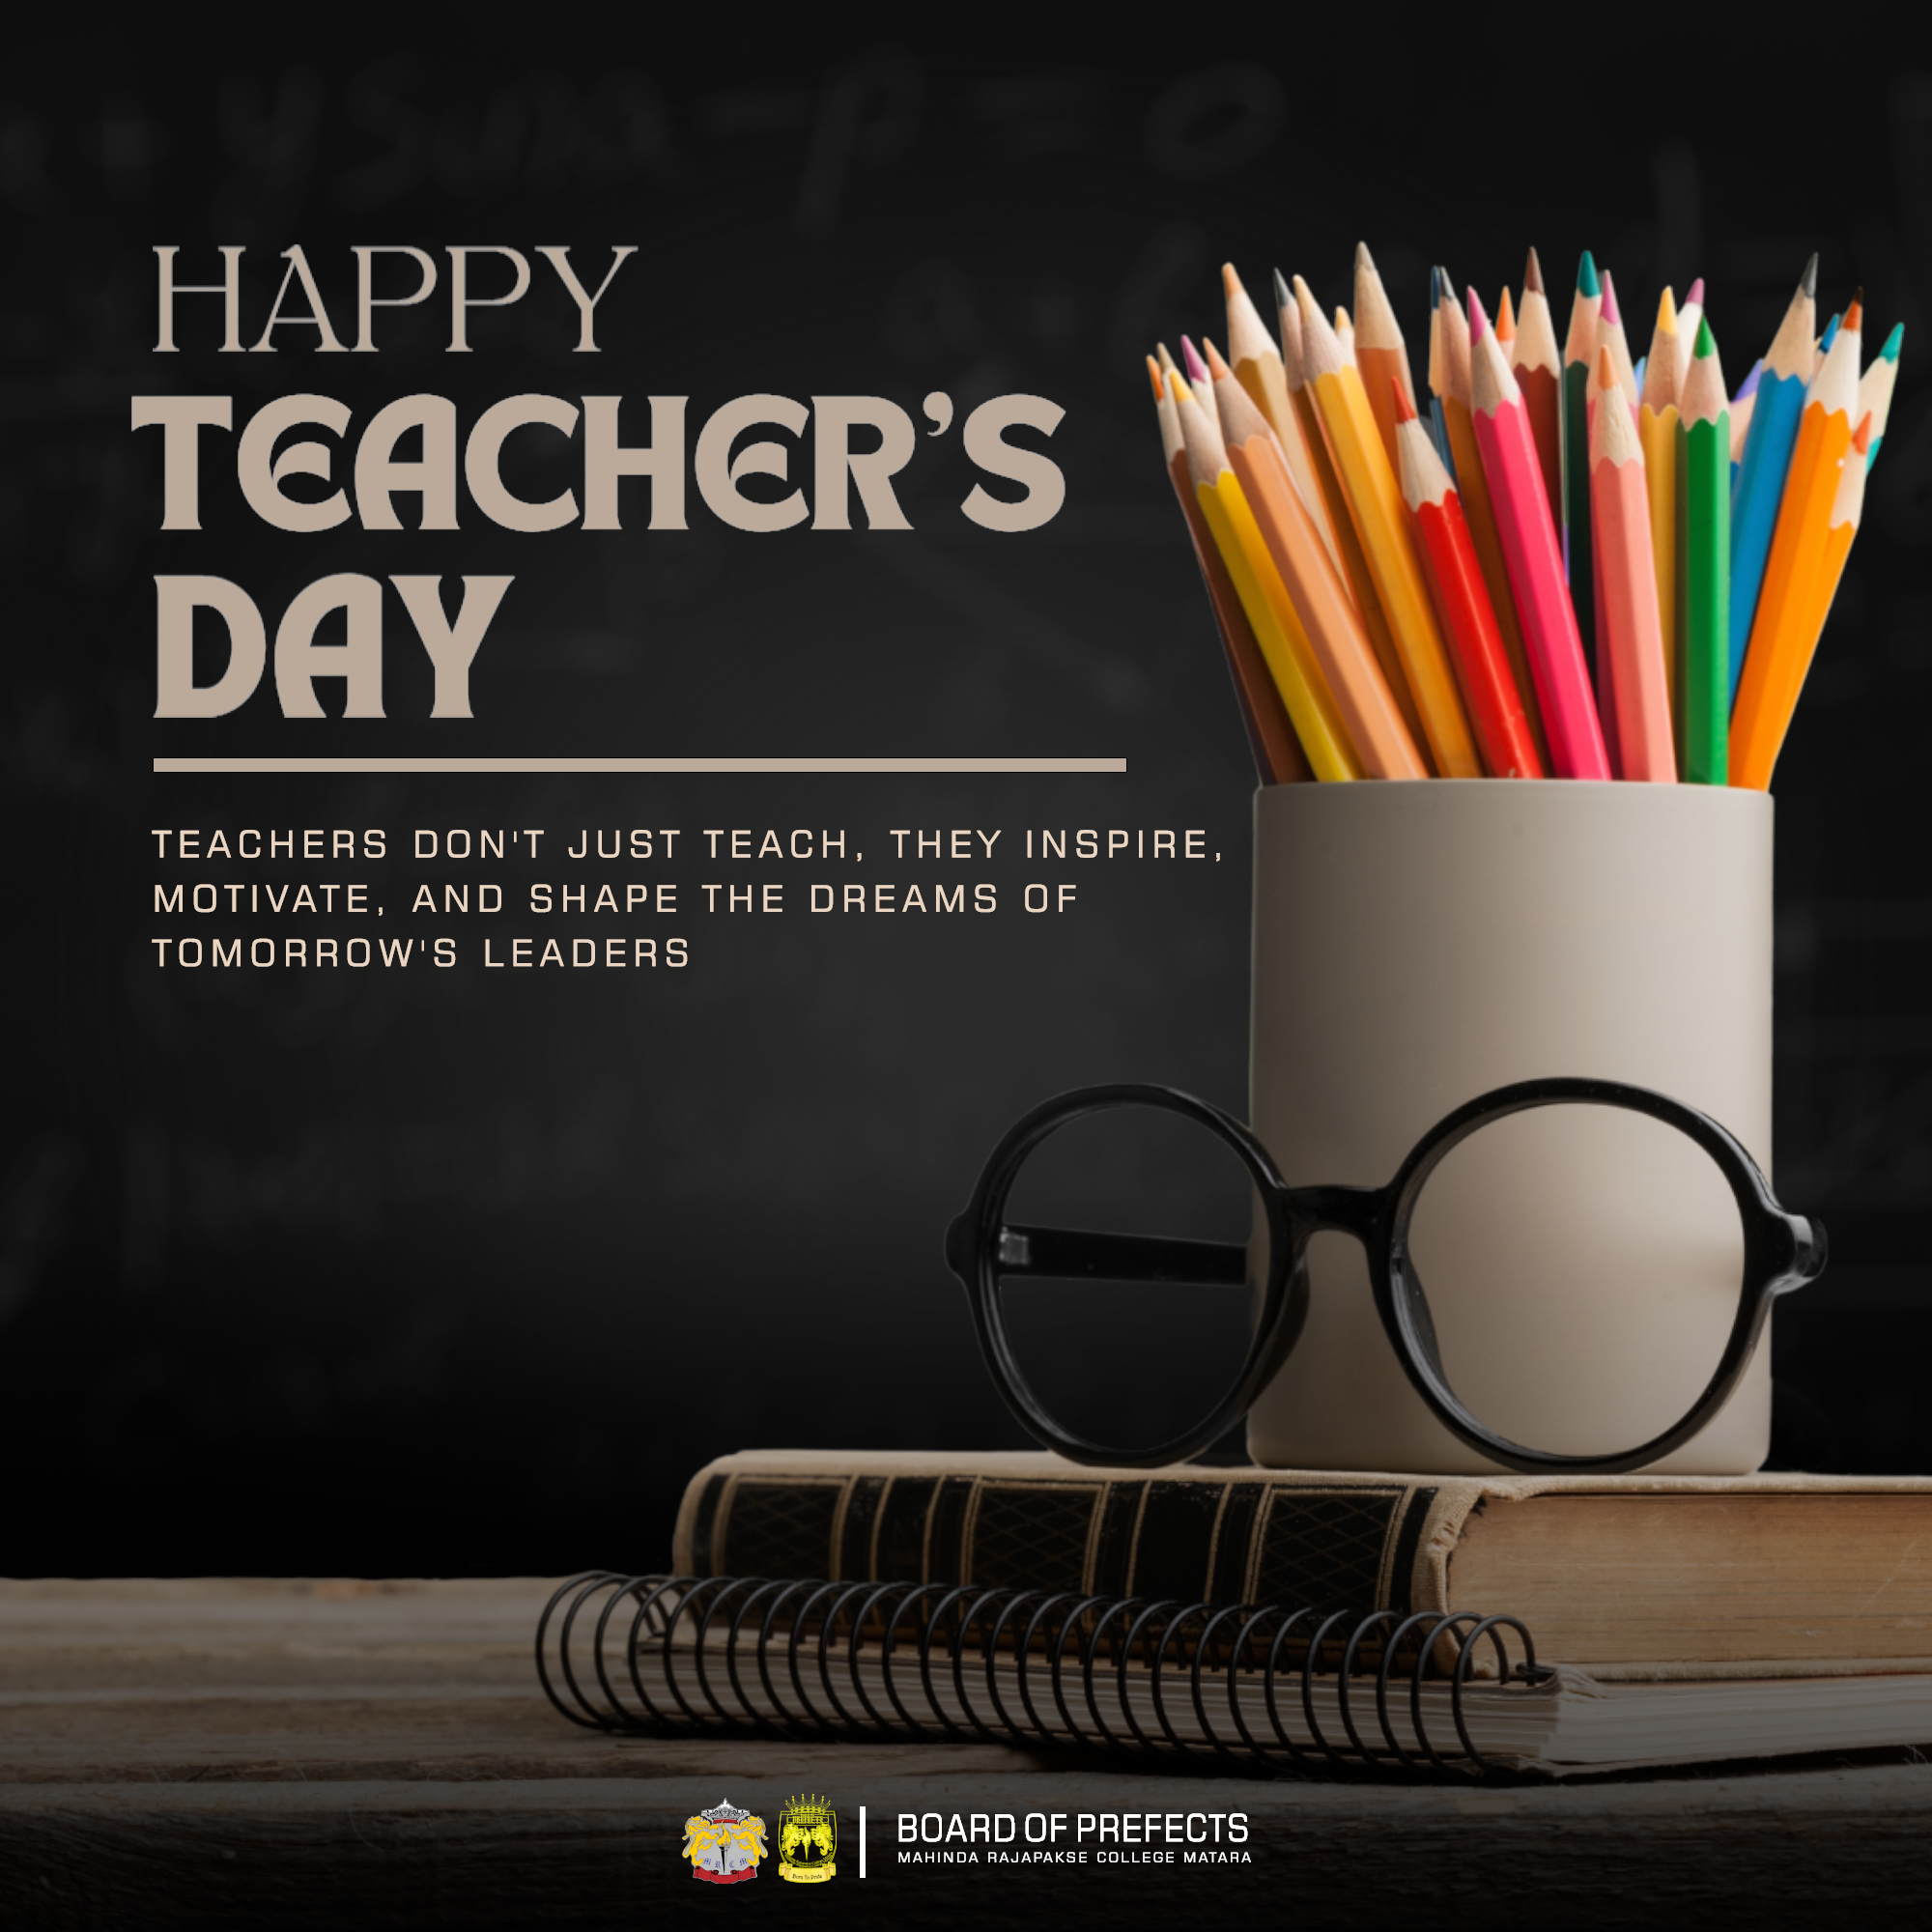 HAPPY
TEACHER’S
DAY
TEACHERS DON'T JUST TEACH, THEY INSPIRE,
MOTIVATE, AND SHAPE THE DREAMS OF
TOMORROW'S LEADERS
BOARD OF PREFECTS
MAHINDA RAJAPAKSE COLLEGE MATARA